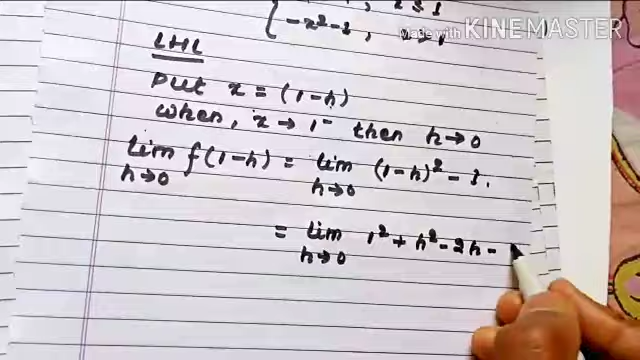 x ≤ 1
-x²-1, x>1
Made with KINEMASTER
LHL
Put x = (1-h)
when, x → 1⁻ then h→0
lim f(1-h) = lim (1-h)² - 1.
h→0 h→0
= lim 1² + h² - 2h -
h→0